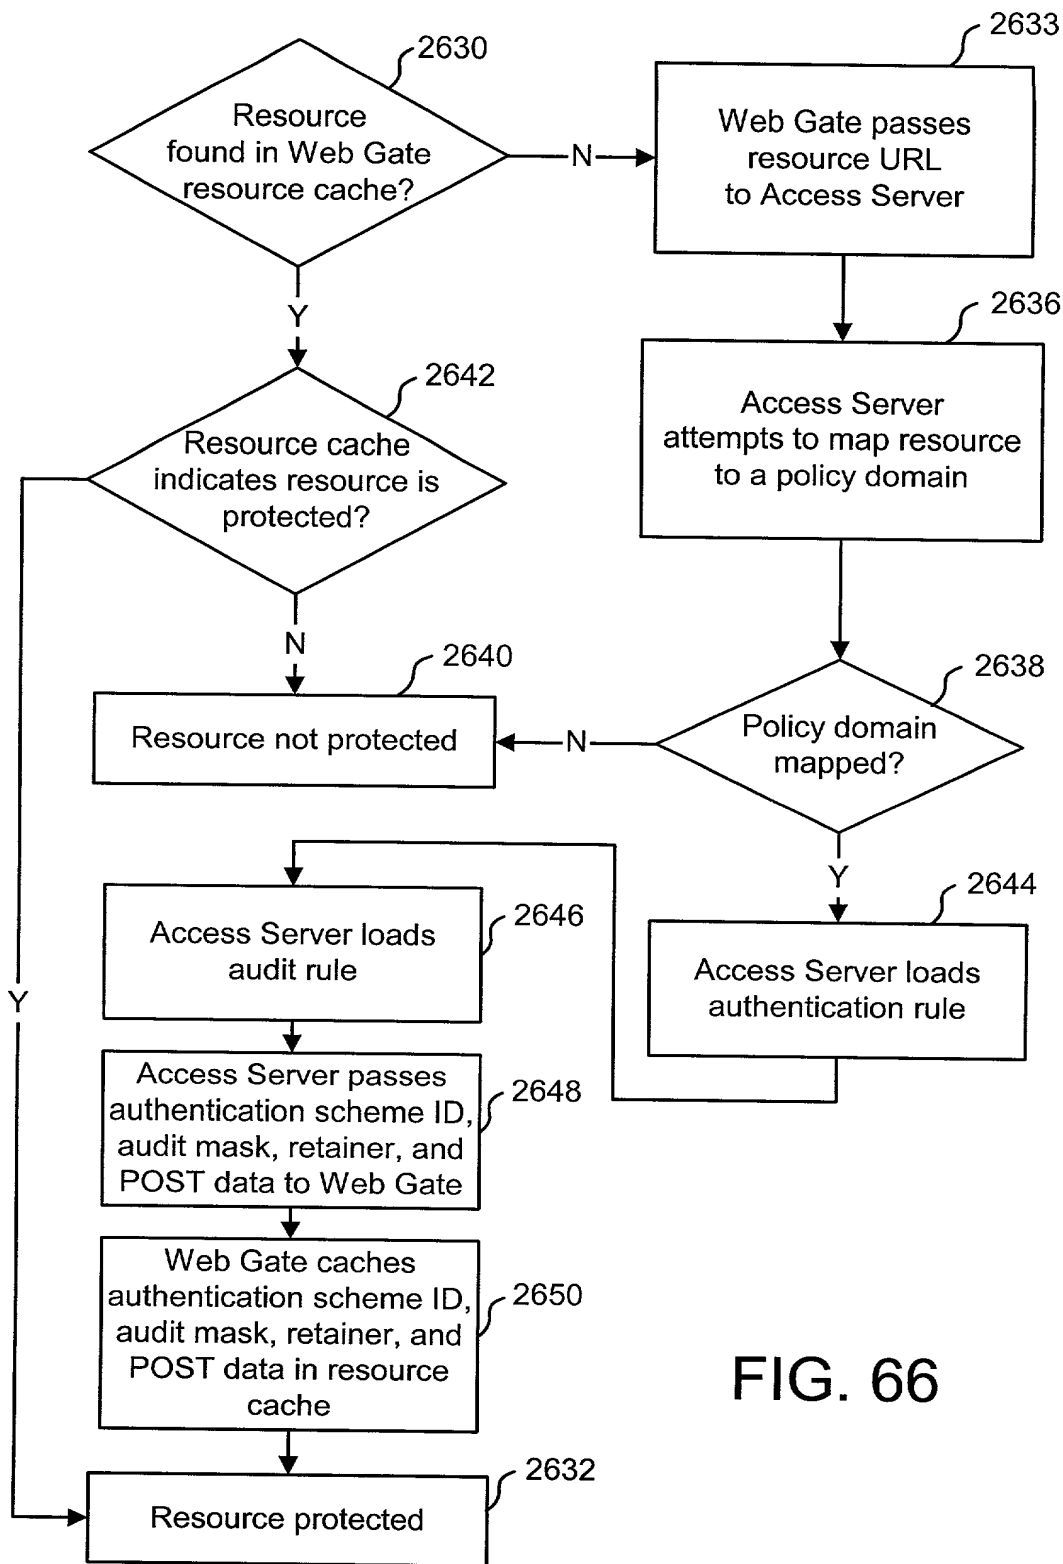 2630
Resource
found in Web Gate
resource cache?
N
2633
Web Gate passes
resource URL
to Access Server
Y
2636
Access Server
attempts to map resource
to a policy domain
2642
Resource cache
indicates resource is
protected?
N
2640
Resource not protected
N
2638
Policy domain
mapped?
Y
2644
Access Server loads
authentication rule
2646
Access Server loads
audit rule
Y
2648
Access Server passes
authentication scheme ID,
audit mask, retainer, and
POST data to Web Gate
2650
Web Gate caches
authentication scheme ID,
audit mask, retainer, and
POST data in resource
cache
2632
Resource protected
FIG. 66